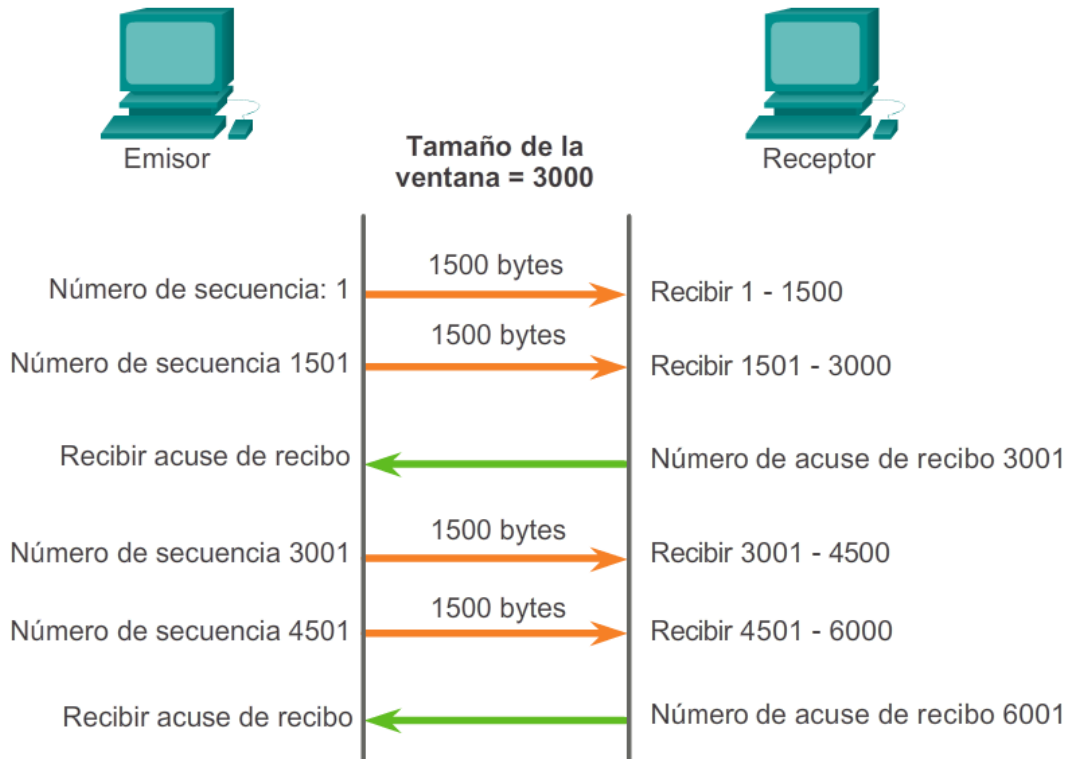 Emisor
Tamaño de la
ventana = 3000
Receptor
Número de secuencia: 1
1500 bytes
Recibir 1 - 1500
Número de secuencia 1501
1500 bytes
Recibir 1501 - 3000
Recibir acuse de recibo
Número de acuse de recibo 3001
Número de secuencia 3001
1500 bytes
Recibir 3001 - 4500
Número de secuencia 4501
1500 bytes
Recibir 4501 - 6000
Recibir acuse de recibo
Número de acuse de recibo 6001